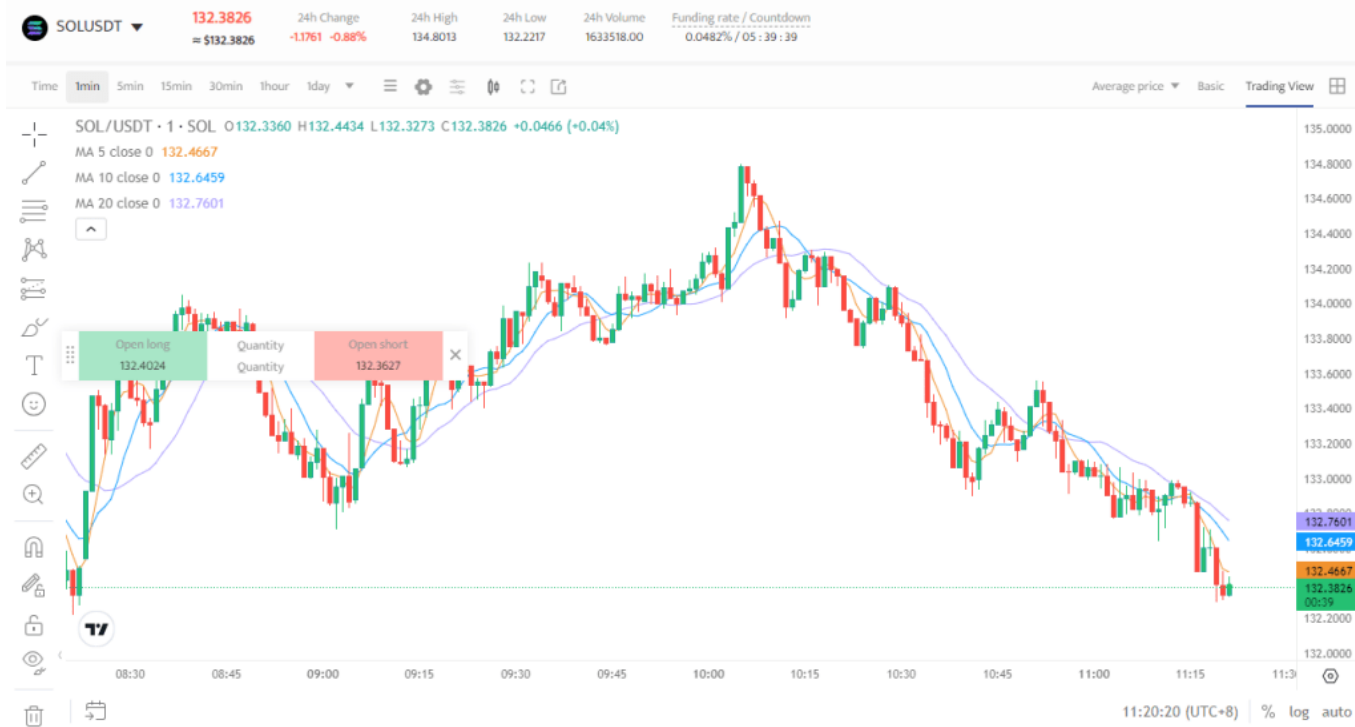 SOLUSDT
132.3826
≈ $132.3826
24h Change
-1.1761 -0.88%
24h High
134.8013
24h Low
132.2217
24h Volume
1633518.00
Funding rate / Countdown
0.0482% / 05 : 39 : 39
Time 1min 5min 15min 30min 1hour 1day
Average price Basic Trading View
SOL/USDT · 1 · SOL O132.3360 H132.4434 L132.3273 C132.3826 +0.0466 (+0.04%)
MA 5 close 0 132.4667
MA 10 close 0 132.6459
MA 20 close 0 132.7601
Open long
132.4024
Quantity
Quantity
Open short
132.3627
135.0000
134.8000
134.6000
134.4000
134.2000
134.0000
133.8000
133.6000
133.4000
133.2000
133.0000
132.7601
132.6459
132.4667
132.3826
00:39
132.2000
132.0000
08:30 08:45 09:00 09:15 09:30 09:45 10:00 10:15 10:30 10:45 11:00 11:15
11:20:20 (UTC+8) % log auto